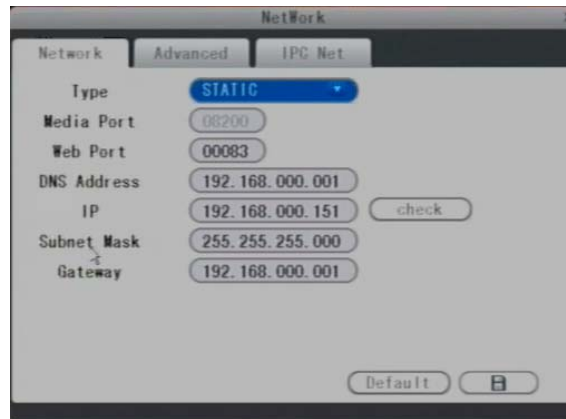 NetWork
Network Advanced IPC Net
Type STATIC
Media Port 08200
Web Port 00083
DNS Address 192.168.000.001
IP 192.168.000.151 check
Subnet Mask 255.255.255.000
Gateway 192.168.000.001
Default